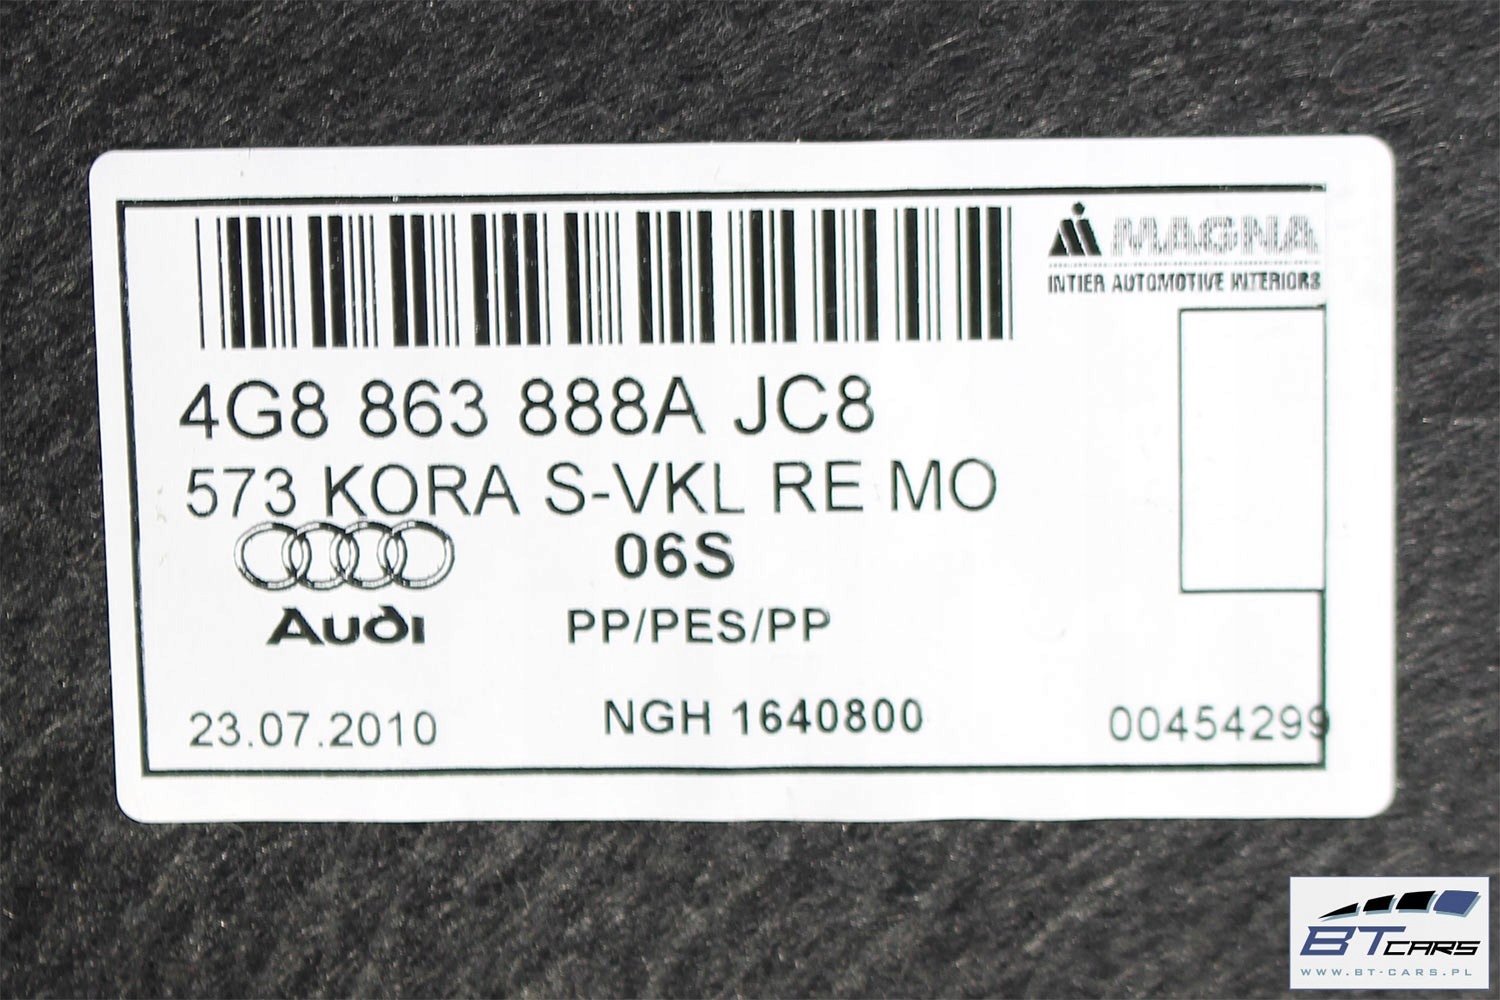 MAGNA
INTIER AUTOMOTIVE INTERIORS
4G8 863 888A JC8
573 KORA S-VKL RE MO
06S
Audi
PP/PES/PP
23.07.2010
NGH 1640800
00454299
BT CARS
WWW.BT-CARS.PL